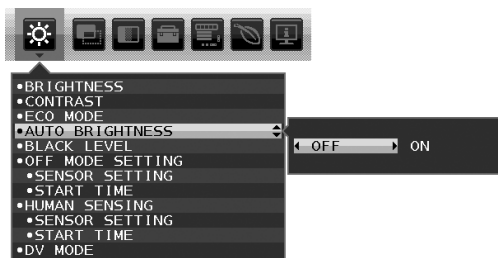 •BRIGHTNESS
•CONTRAST
•ECO MODE
•AUTO BRIGHTNESS
OFF ON
•BLACK LEVEL
•OFF MODE SETTING
•SENSOR SETTING
•START TIME
•HUMAN SENSING
•SENSOR SETTING
•START TIME
•DV MODE